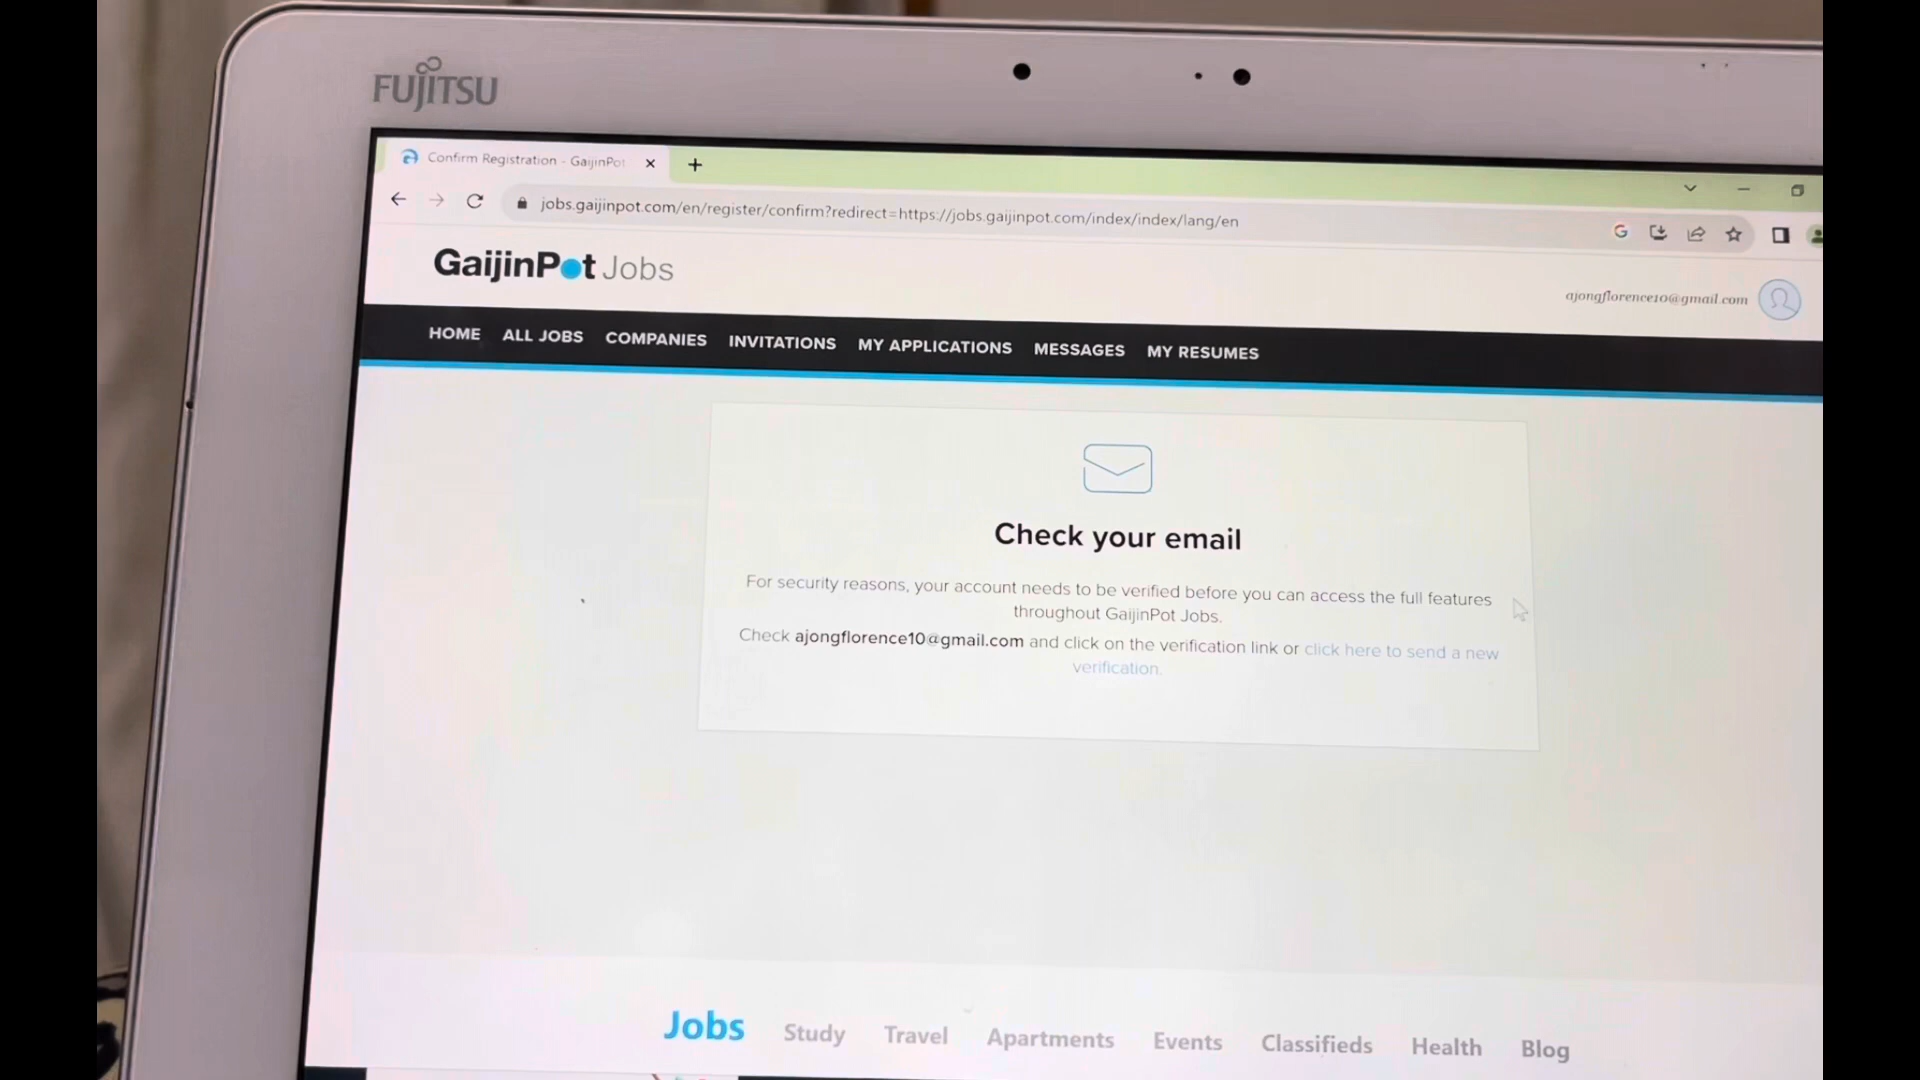 FUJITSU
Confirm Registration - GaijinPot
jobs.gaijinpot.com/en/register/confirm?redirect=https://jobs.gaijinpot.com/index/index/lang/en
GaijinPot Jobs
ajongflorence10@gmail.com
HOME ALL JOBS COMPANIES INVITATIONS MY APPLICATIONS MESSAGES MY RESUMES
Check your email
For security reasons, your account needs to be verified before you can access the full features
throughout GaijinPot Jobs.
Check ajongflorence10@gmail.com and click on the verification link or click here to send a new
verification.
Jobs Study Travel Apartments Events Classifieds Health Blog